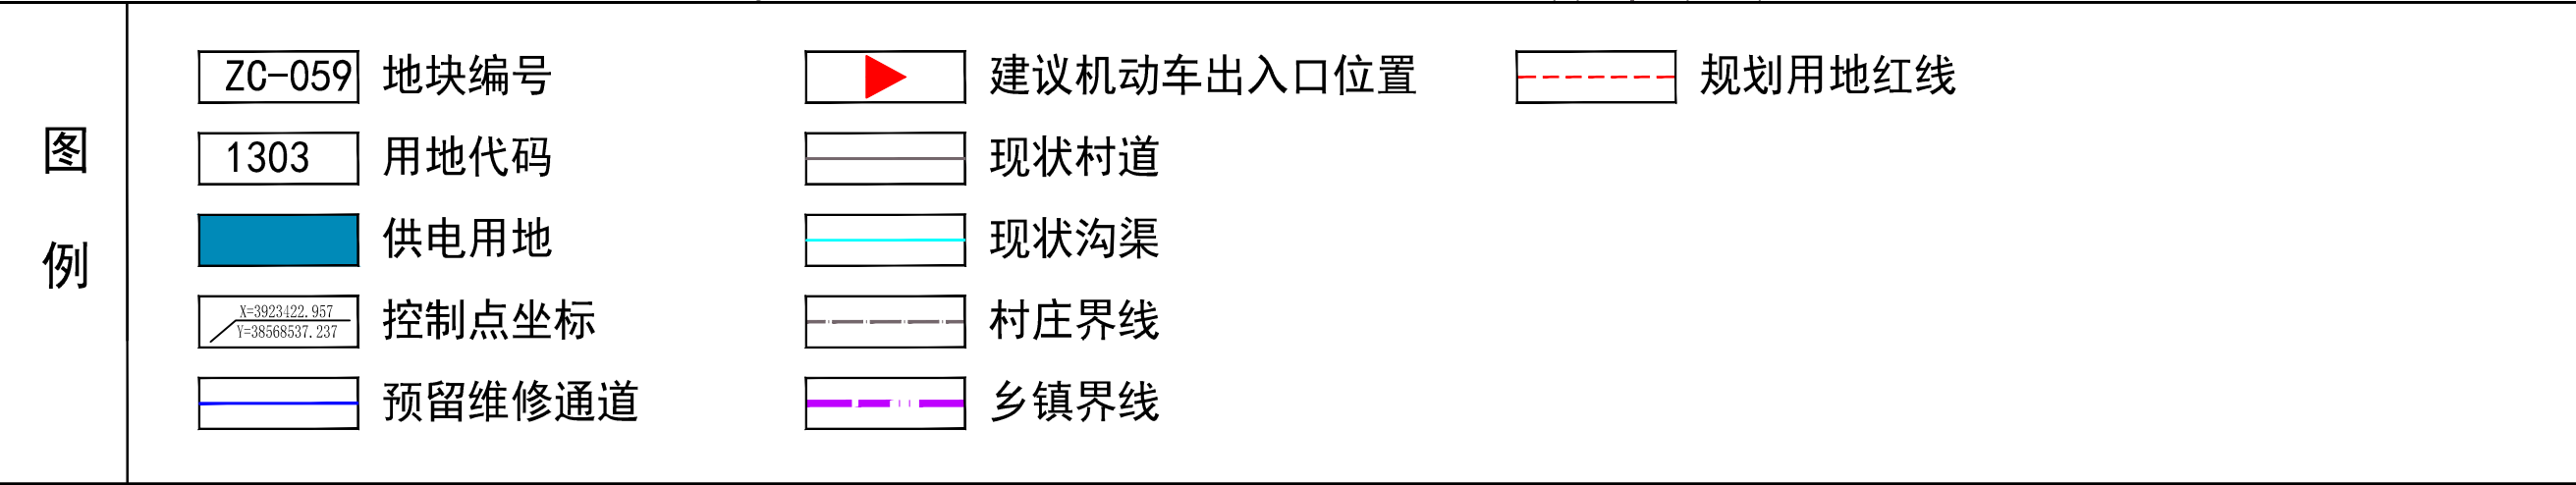 图例
ZC-059 地块编号
建议机动车出入口位置
规划用地红线
1303 用地代码
现状村道
供电用地
现状沟渠
X=3923422.957
Y=38568537.237
控制点坐标
村庄界线
预留维修通道
乡镇界线